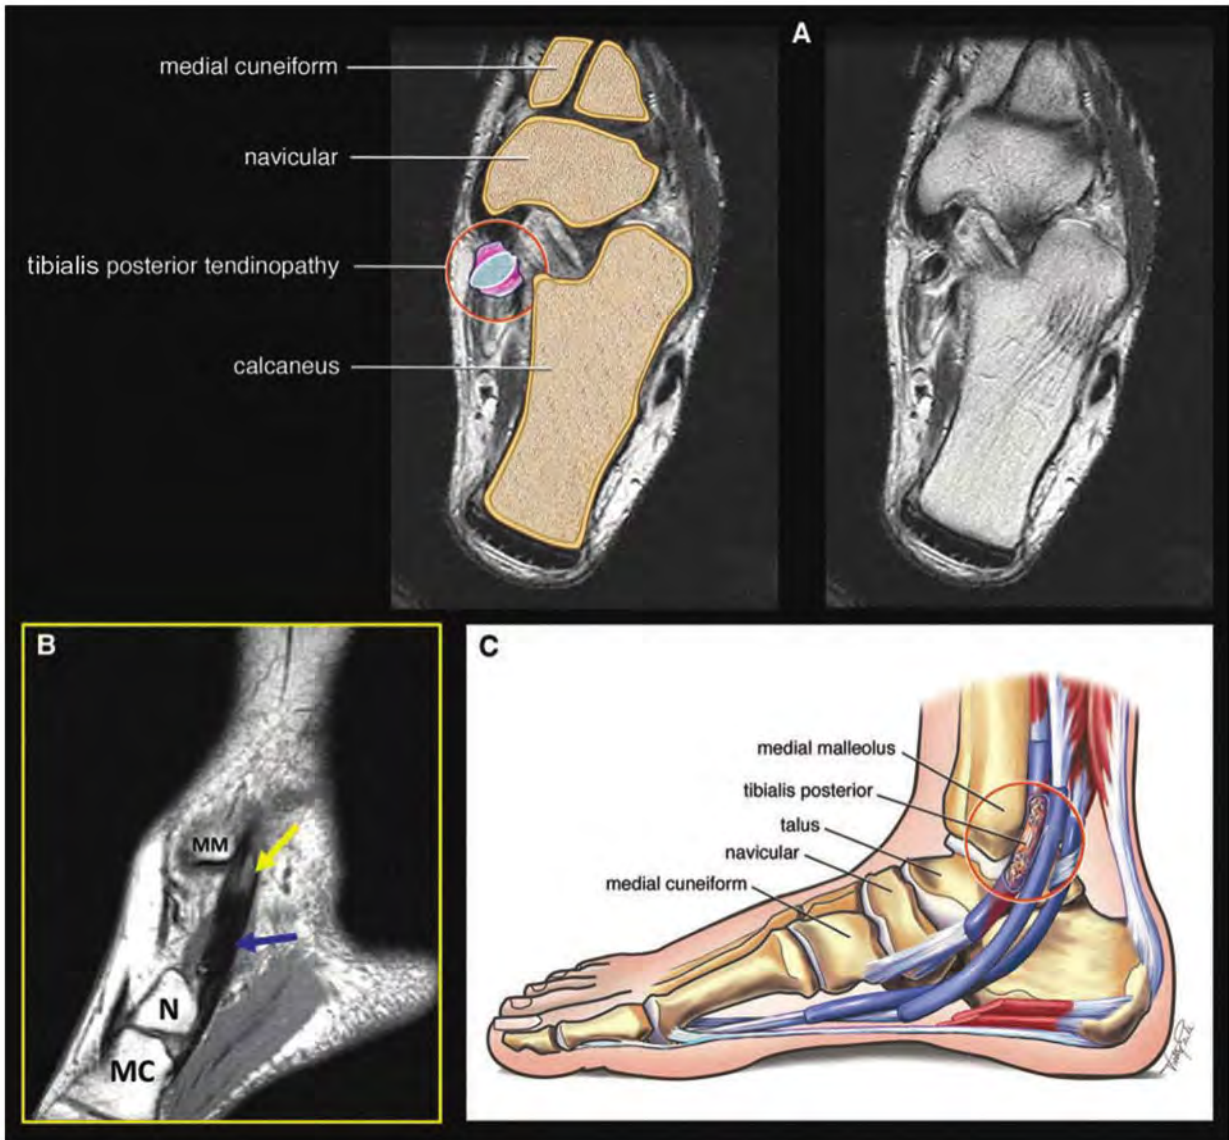 A
medial cuneiform
navicular
tibialis posterior tendinopathy
calcaneus
B
MM
N
MC
C
medial malleolus
tibialis posterior
talus
navicular
medial cuneiform